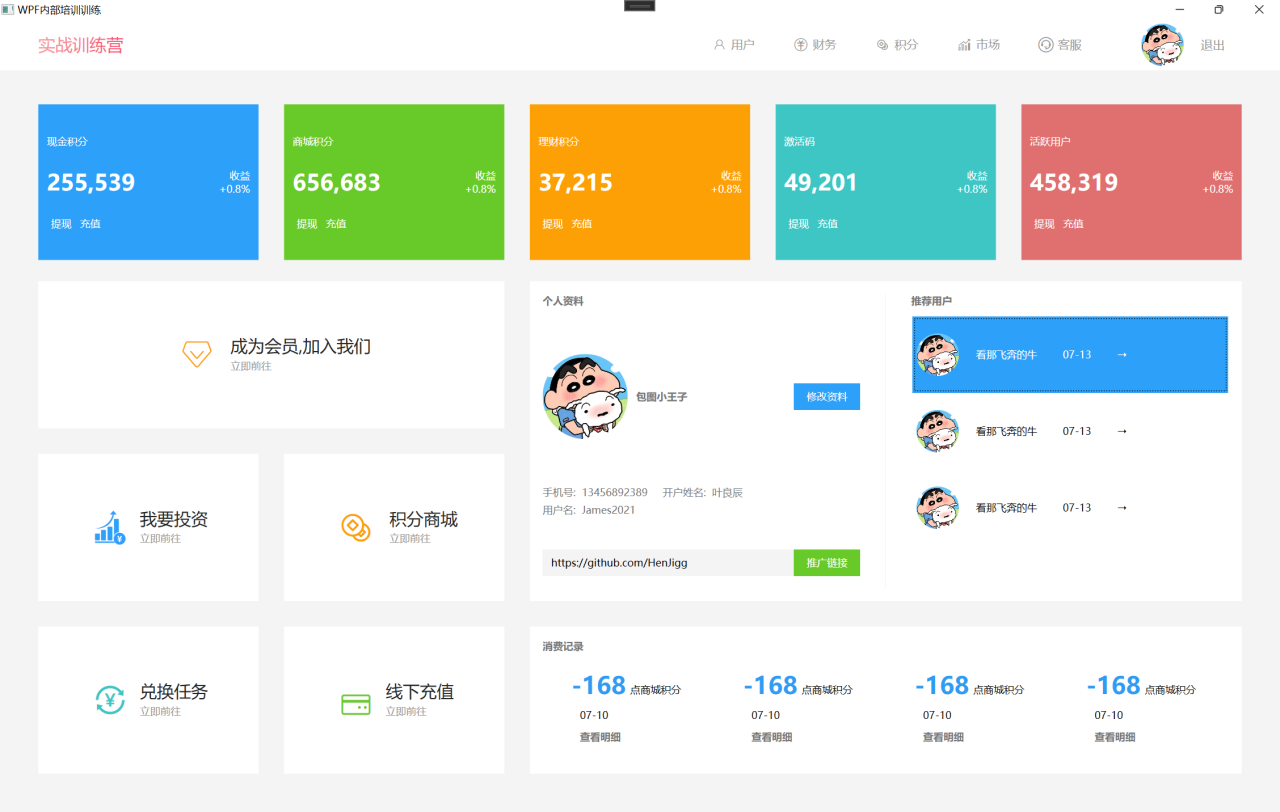 WPF内部培训训练
实战训练营
用户
财务
积分
市场
客服
退出
现金积分
255,539
收益
+0.8%
提现 充值
商城积分
656,683
收益
+0.8%
提现 充值
理财积分
37,215
收益
+0.8%
提现 充值
激活码
49,201
收益
+0.8%
提现 充值
活跃用户
458,319
收益
+0.8%
提现 充值
成为会员,加入我们
立即前往
我要投资
立即前往
积分商城
立即前往
兑换任务
立即前往
线下充值
立即前往
个人资料
包图小王子
修改资料
手机号: 13456892389 开户姓名: 叶良辰
用户名: James2021
https://github.com/HenJigg
推广链接
推荐用户
看那飞奔的牛 07-13 →
看那飞奔的牛 07-13 →
看那飞奔的牛 07-13 →
消费记录
-168 点商城积分
07-10
查看明细
-168 点商城积分
07-10
查看明细
-168 点商城积分
07-10
查看明细
-168 点商城积分
07-10
查看明细